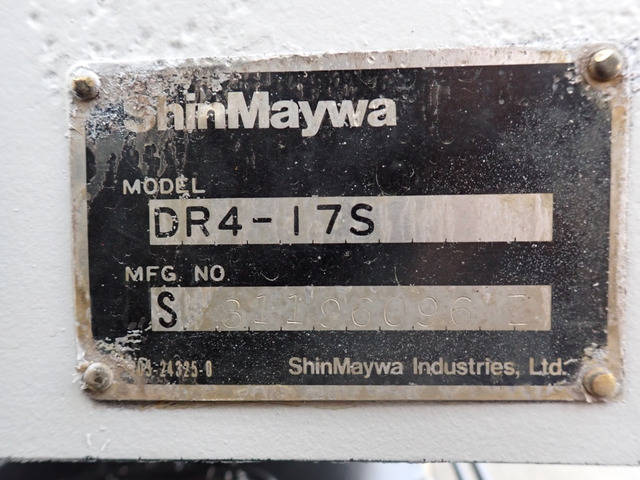 ShinMaywa
MODEL
DR4-17S
MFG. NO
S
ShinMaywa Industries, Ltd.